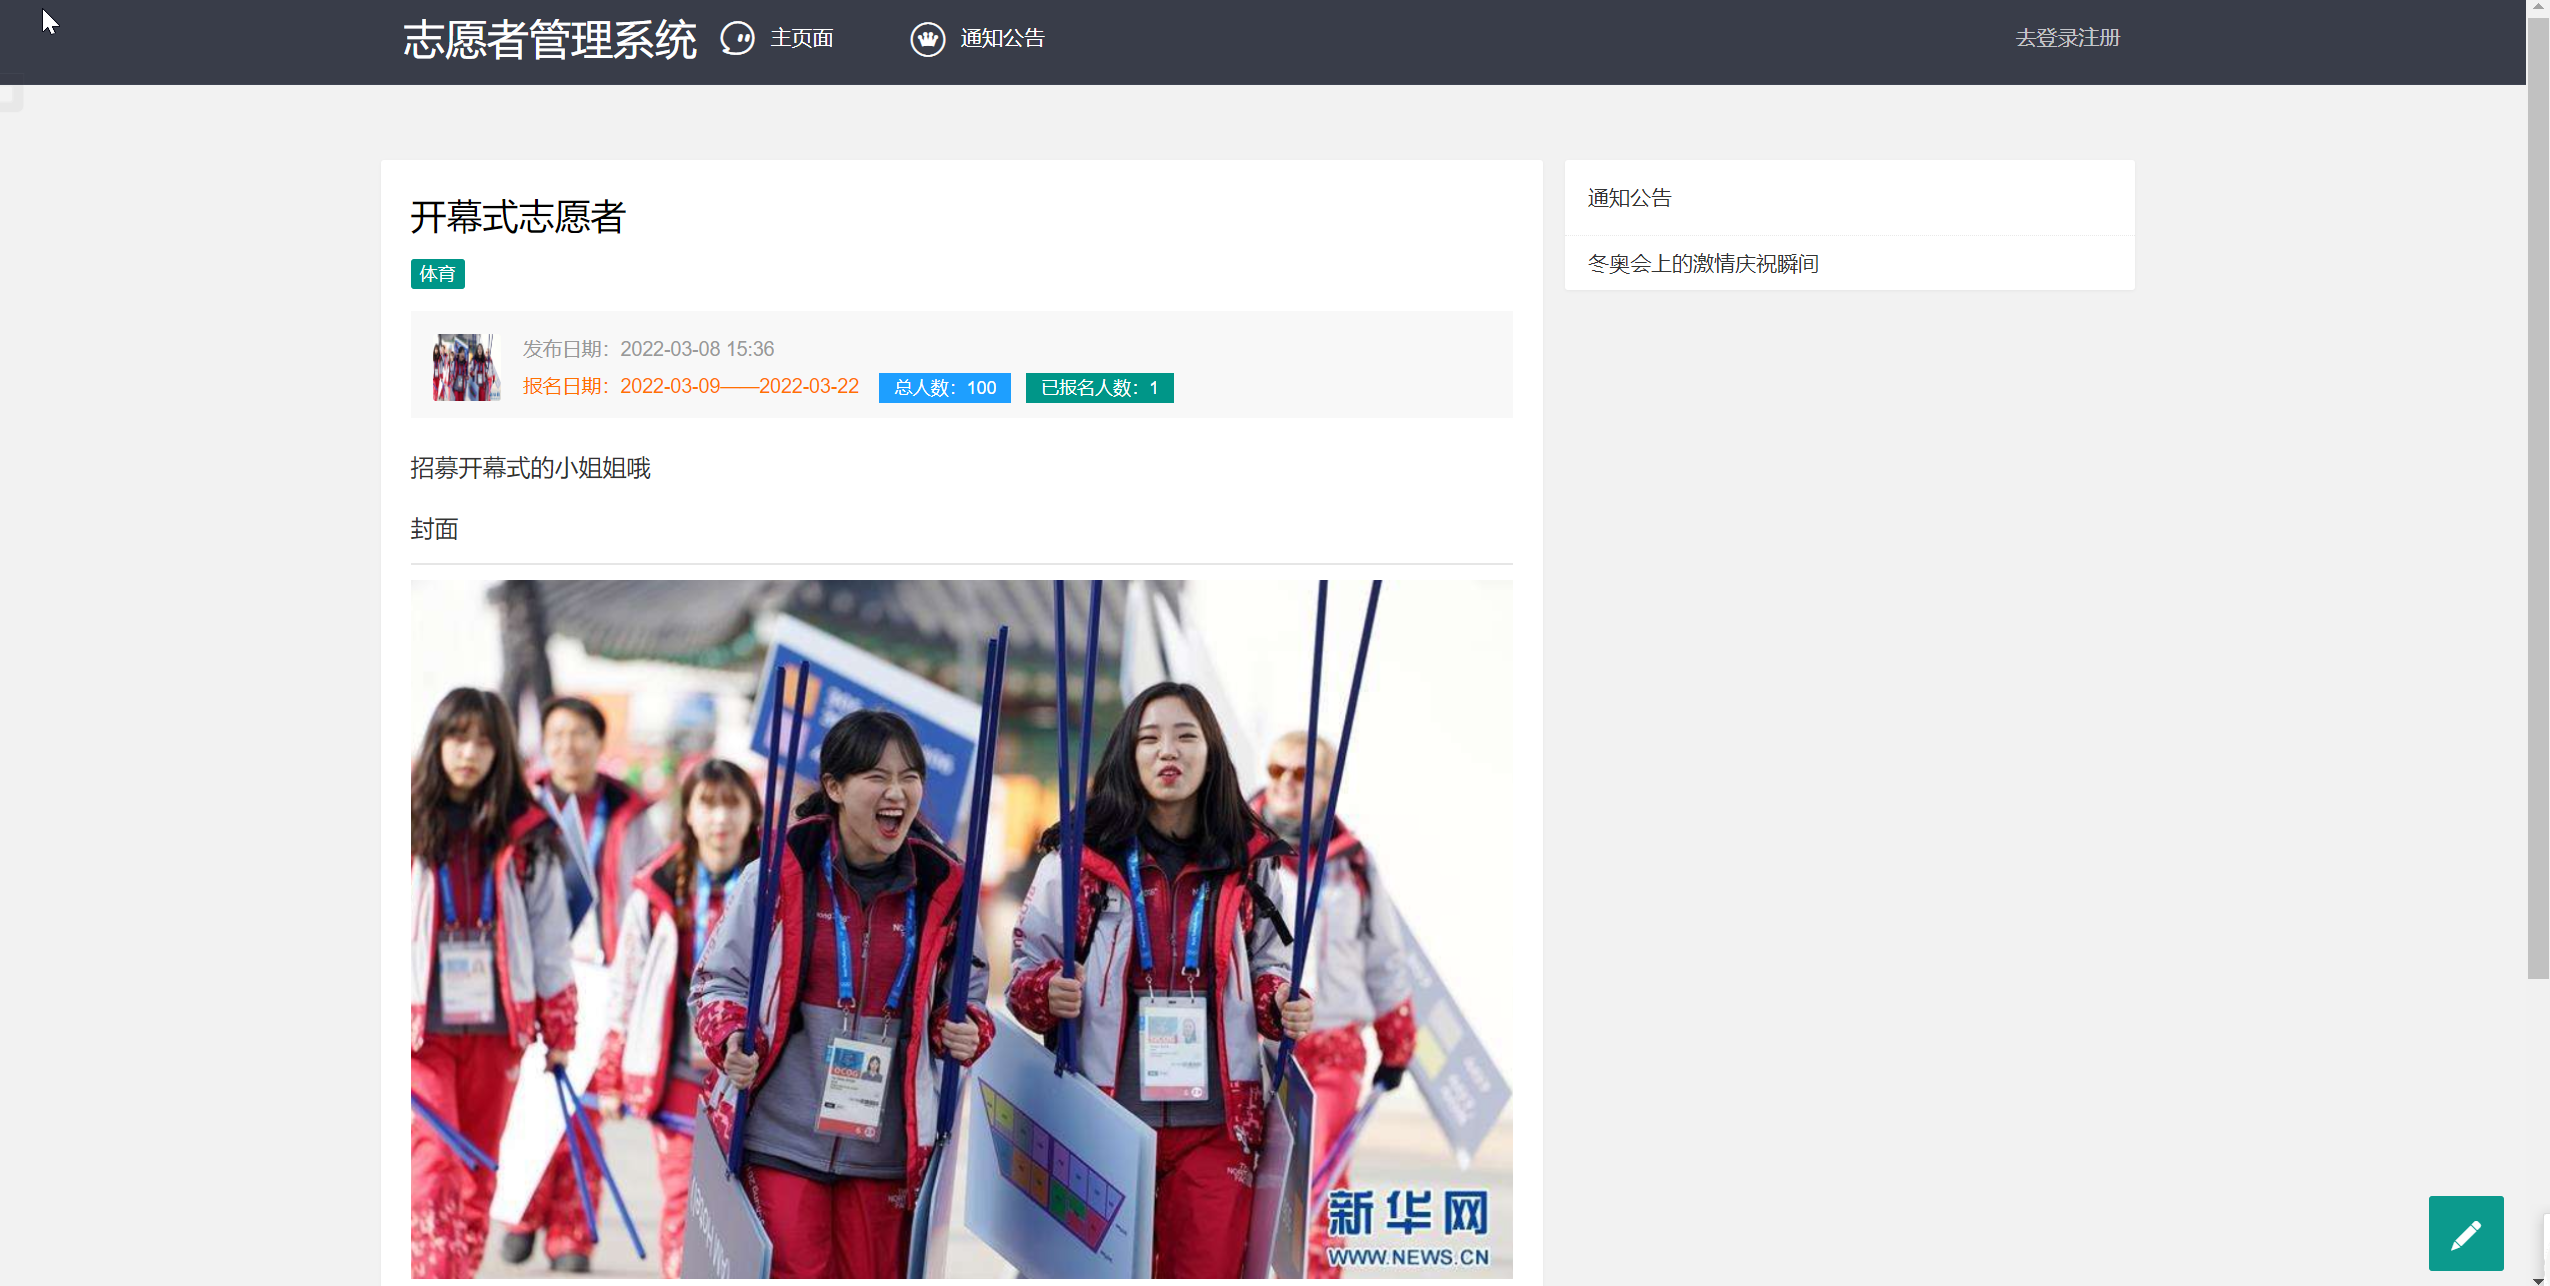 志愿者管理系统 主页面 通知公告 去登录注册
开幕式志愿者
体育
发布日期：2022-03-08 15:36
报名日期：2022-03-09——2022-03-22 总人数：100 已报名人数：1
招募开幕式的小姐姐哦
封面
新华网
WWW.NEWS.CN
通知公告
冬奥会上的激情庆祝瞬间